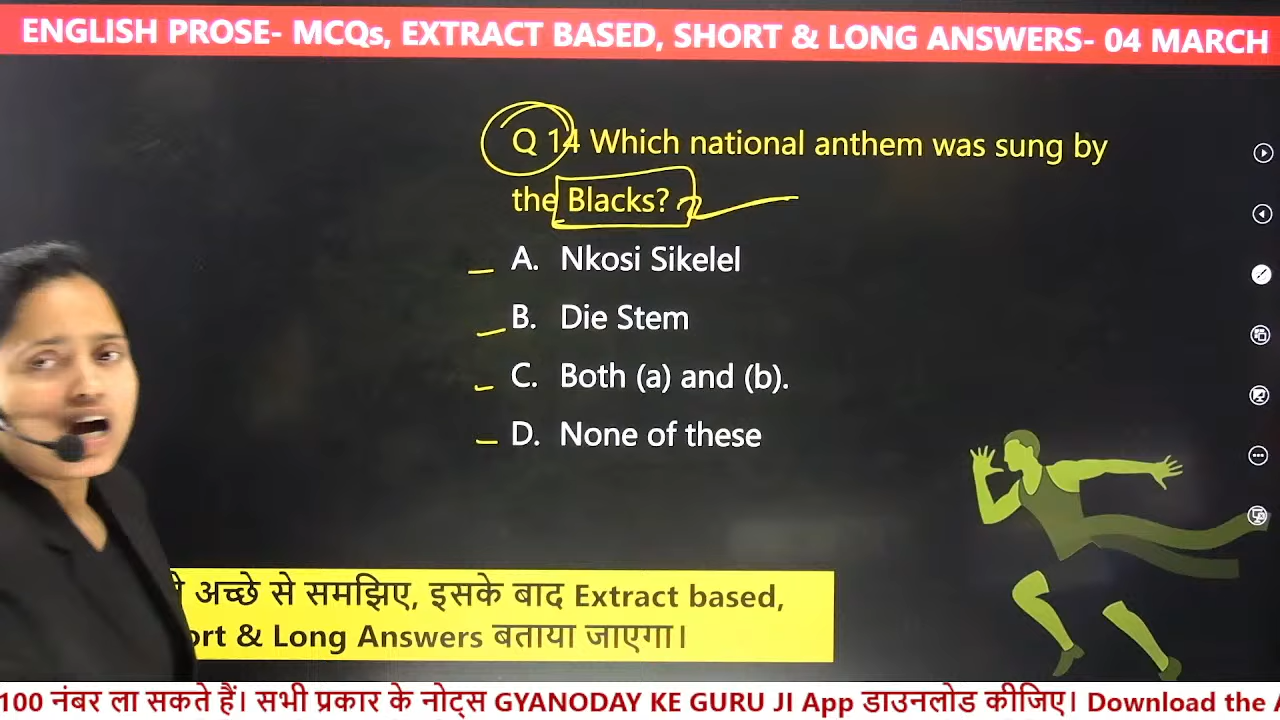 ENGLISH PROSE- MCQs, EXTRACT BASED, SHORT & LONG ANSWERS- 04 MARCH
Q 14 Which national anthem was sung by
the Blacks?
A. Nkosi Sikelel
B. Die Stem
C. Both (a) and (b).
D. None of these
अच्छे से समझिए, इसके बाद Extract based,
& Long Answers बताया जाएगा।
100 नंबर ला सकते हैं। सभी प्रकार के नोट्स GYANODAY KE GURU JI App डाउनलोड कीजिए। Download the